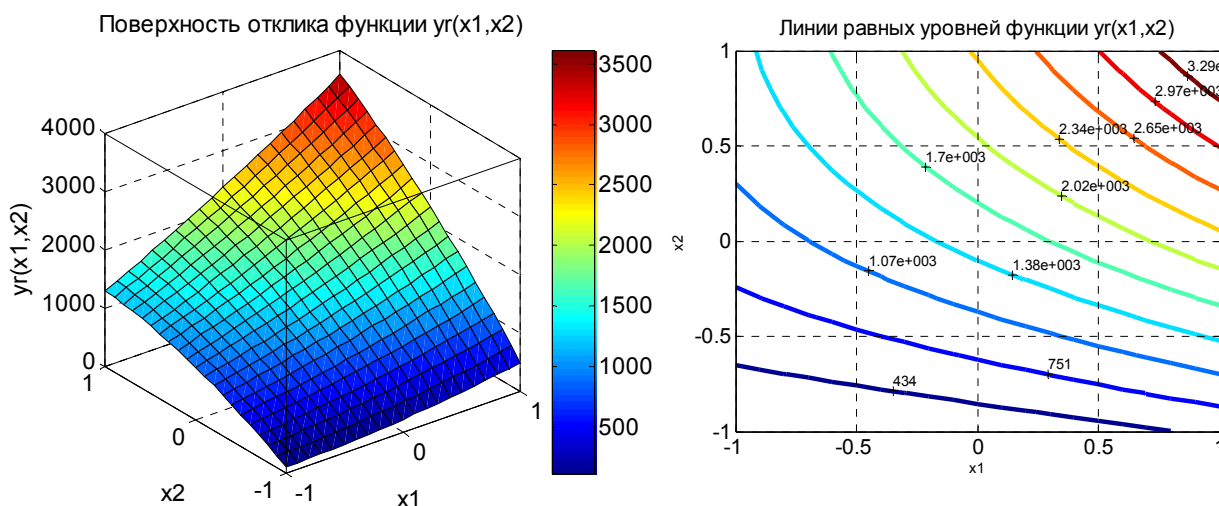 Поверхность отклика функции yr(x1,x2)
4000
3000
2000
1000
0
yr(x1,x2)
1
0
-1
x2
-1
0
1
x1
3500
3000
2500
2000
1500
1000
500
Линии равных уровней функции yr(x1,x2)
1
0.5
0
-0.5
-1
x2
-1
-0.5
0
0.5
1
x1
3.29e
2.97e+003
2.65e+003
2.34e+003
1.7e+003
2.02e+003
1.07e+003
1.38e+003
751
434